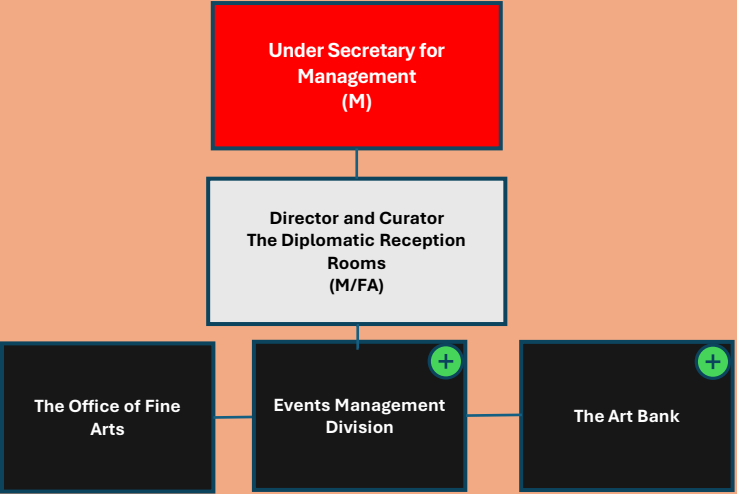 Under Secretary for
Management
(M)
Director and Curator
The Diplomatic Reception
Rooms
(M/FA)
The Office of Fine
Arts
+
Events Management
Division
+
The Art Bank